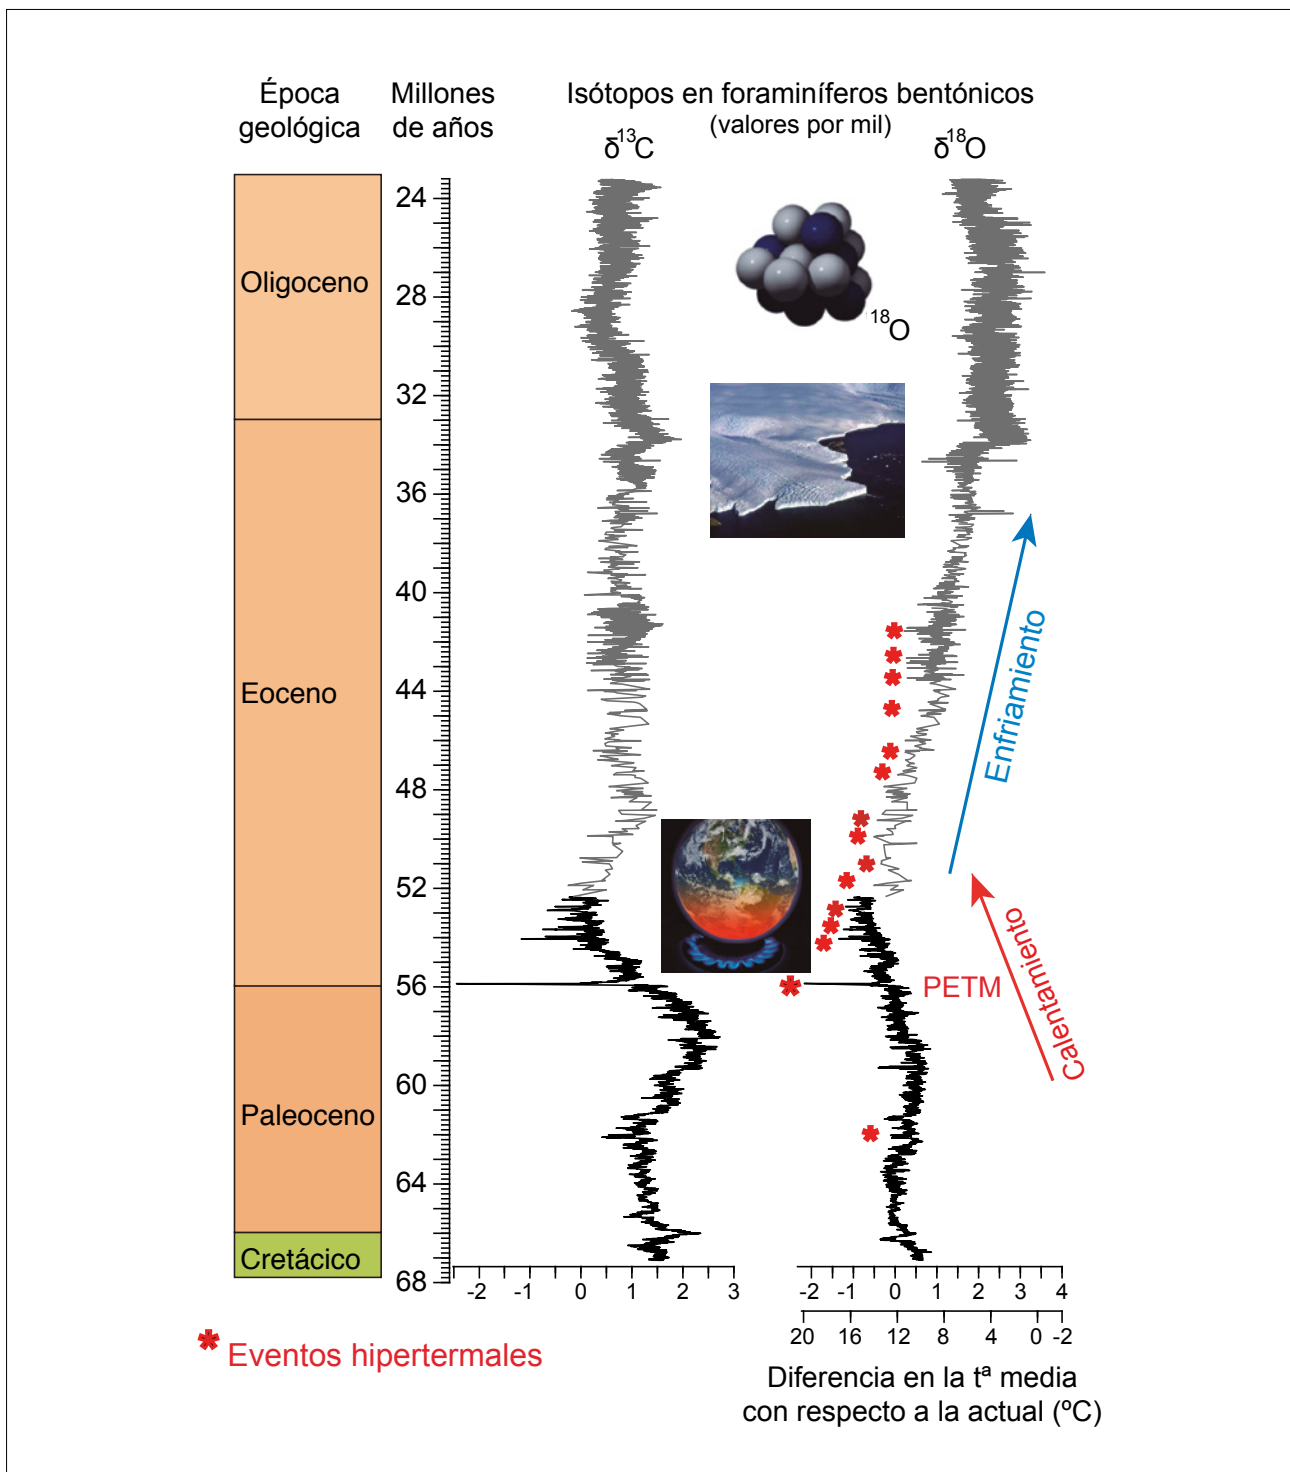 Época
geológica
Millones
de años
Isótopos en foraminíferos bentónicos
(valores por mil)
δ¹³C
δ¹⁸O
24
28
32
36
40
44
48
52
56
60
64
68
Oligoceno
Eoceno
Paleoceno
Cretácico
¹⁸O
Enfriamiento
Calentamiento
PETM
-2 -1 0 1 2 3
-2 -1 0 1 2 3 4
20 16 12 8 4 0 -2
* Eventos hipertermales
Diferencia en la tª media
con respecto a la actual (ºC)